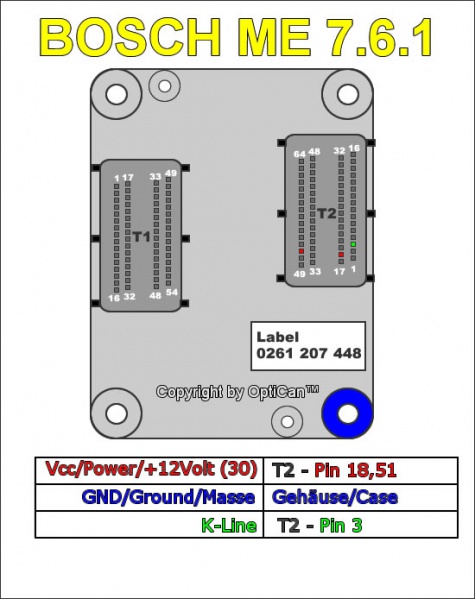 BOSCH ME 7.6.1
64 48 32 16
1 17 33 49
T2
T1
49 33 17 1
16 32 48 54
Label
0261 207 448
Copyright by OptiCan™
Vcc/Power/+12Volt (30) T2 - Pin 18,51
GND/Ground/Masse Gehäuse/Case
K-Line T2 - Pin 3